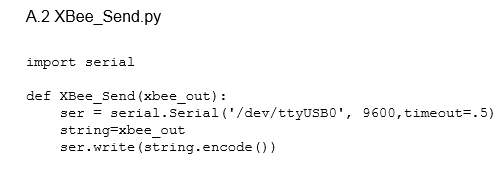 A.2 XBee_Send.py
import serial
def XBee_Send(xbee_out):
    ser = serial.Serial('/dev/ttyUSB0', 9600,timeout=.5)
    string=xbee_out
    ser.write(string.encode())